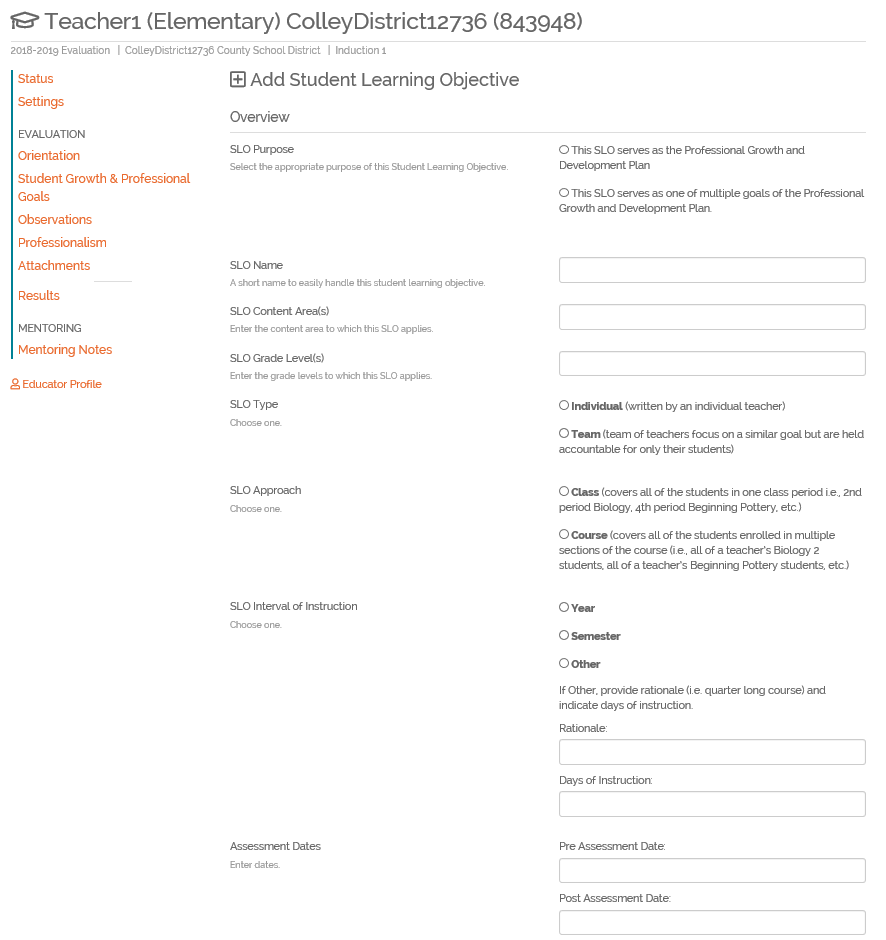 Teacher1 (Elementary) ColleyDistrict12736 (843948)
2018-2019 Evaluation | ColleyDistrict12736 County School District | Induction 1
Status
Settings
EVALUATION
Orientation
Student Growth & Professional
Goals
Observations
Professionalism
Attachments
Results
MENTORING
Mentoring Notes
Educator Profile
Add Student Learning Objective
Overview
SLO Purpose
Select the appropriate purpose of this Student Learning Objective.
This SLO serves as the Professional Growth and
Development Plan
This SLO serves as one of multiple goals of the Professional
Growth and Development Plan.
SLO Name
A short name to easily handle this student learning objective.
SLO Content Area(s)
Enter the content area to which this SLO applies.
SLO Grade Level(s)
Enter the grade levels to which this SLO applies.
SLO Type
Choose one.
Individual (written by an individual teacher)
Team (team of teachers focus on a similar goal but are held
accountable for only their students)
SLO Approach
Choose one.
Class (covers all of the students in one class period i.e., 2nd
period Biology, 4th period Beginning Pottery, etc.)
Course (covers all of the students enrolled in multiple
sections of the course (i.e., all of a teacher's Biology 2
students, all of a teacher's Beginning Pottery students, etc.)
SLO Interval of Instruction
Choose one.
Year
Semester
Other
If Other, provide rationale (i.e. quarter long course) and
indicate days of instruction.
Rationale:
Days of Instruction:
Assessment Dates
Enter dates.
Pre Assessment Date:
Post Assessment Date: